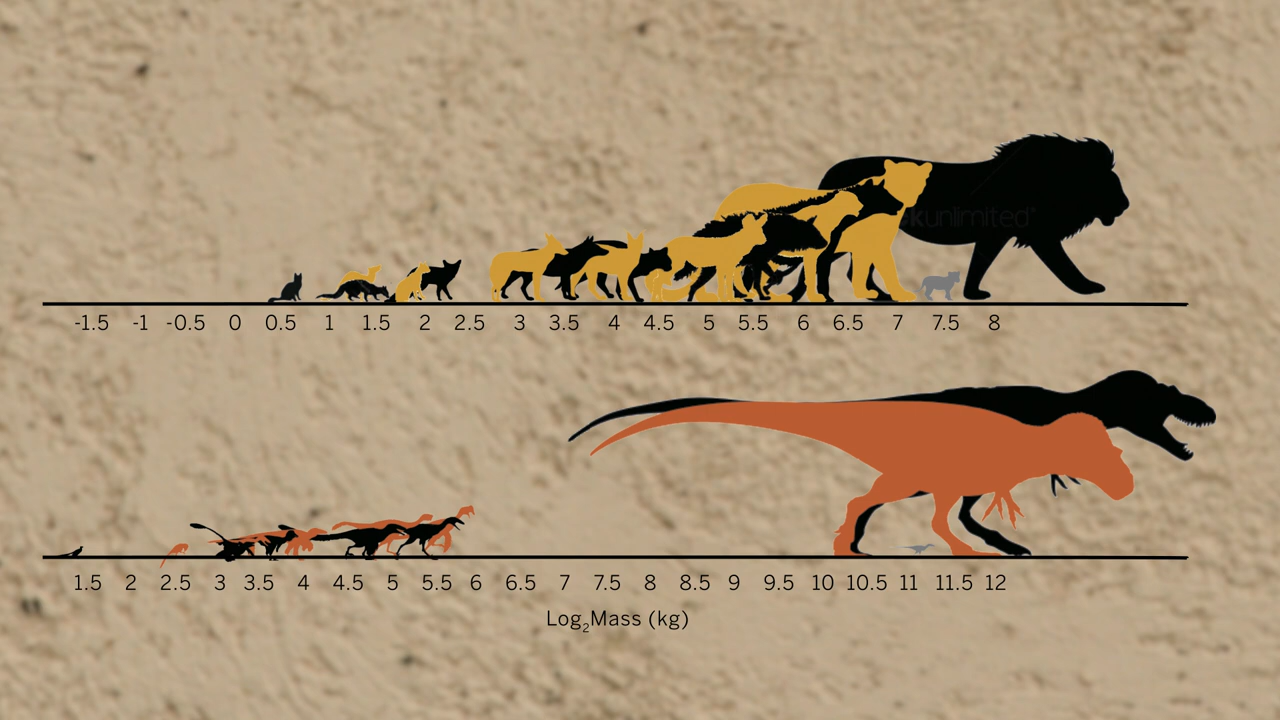 kunlimited®
-1.5 -1 -0.5 0 0.5 1 1.5 2 2.5 3 3.5 4 4.5 5 5.5 6 6.5 7 7.5 8
1.5 2 2.5 3 3.5 4 4.5 5 5.5 6 6.5 7 7.5 8 8.5 9 9.5 10 10.5 11 11.5 12
Log₂Mass (kg)